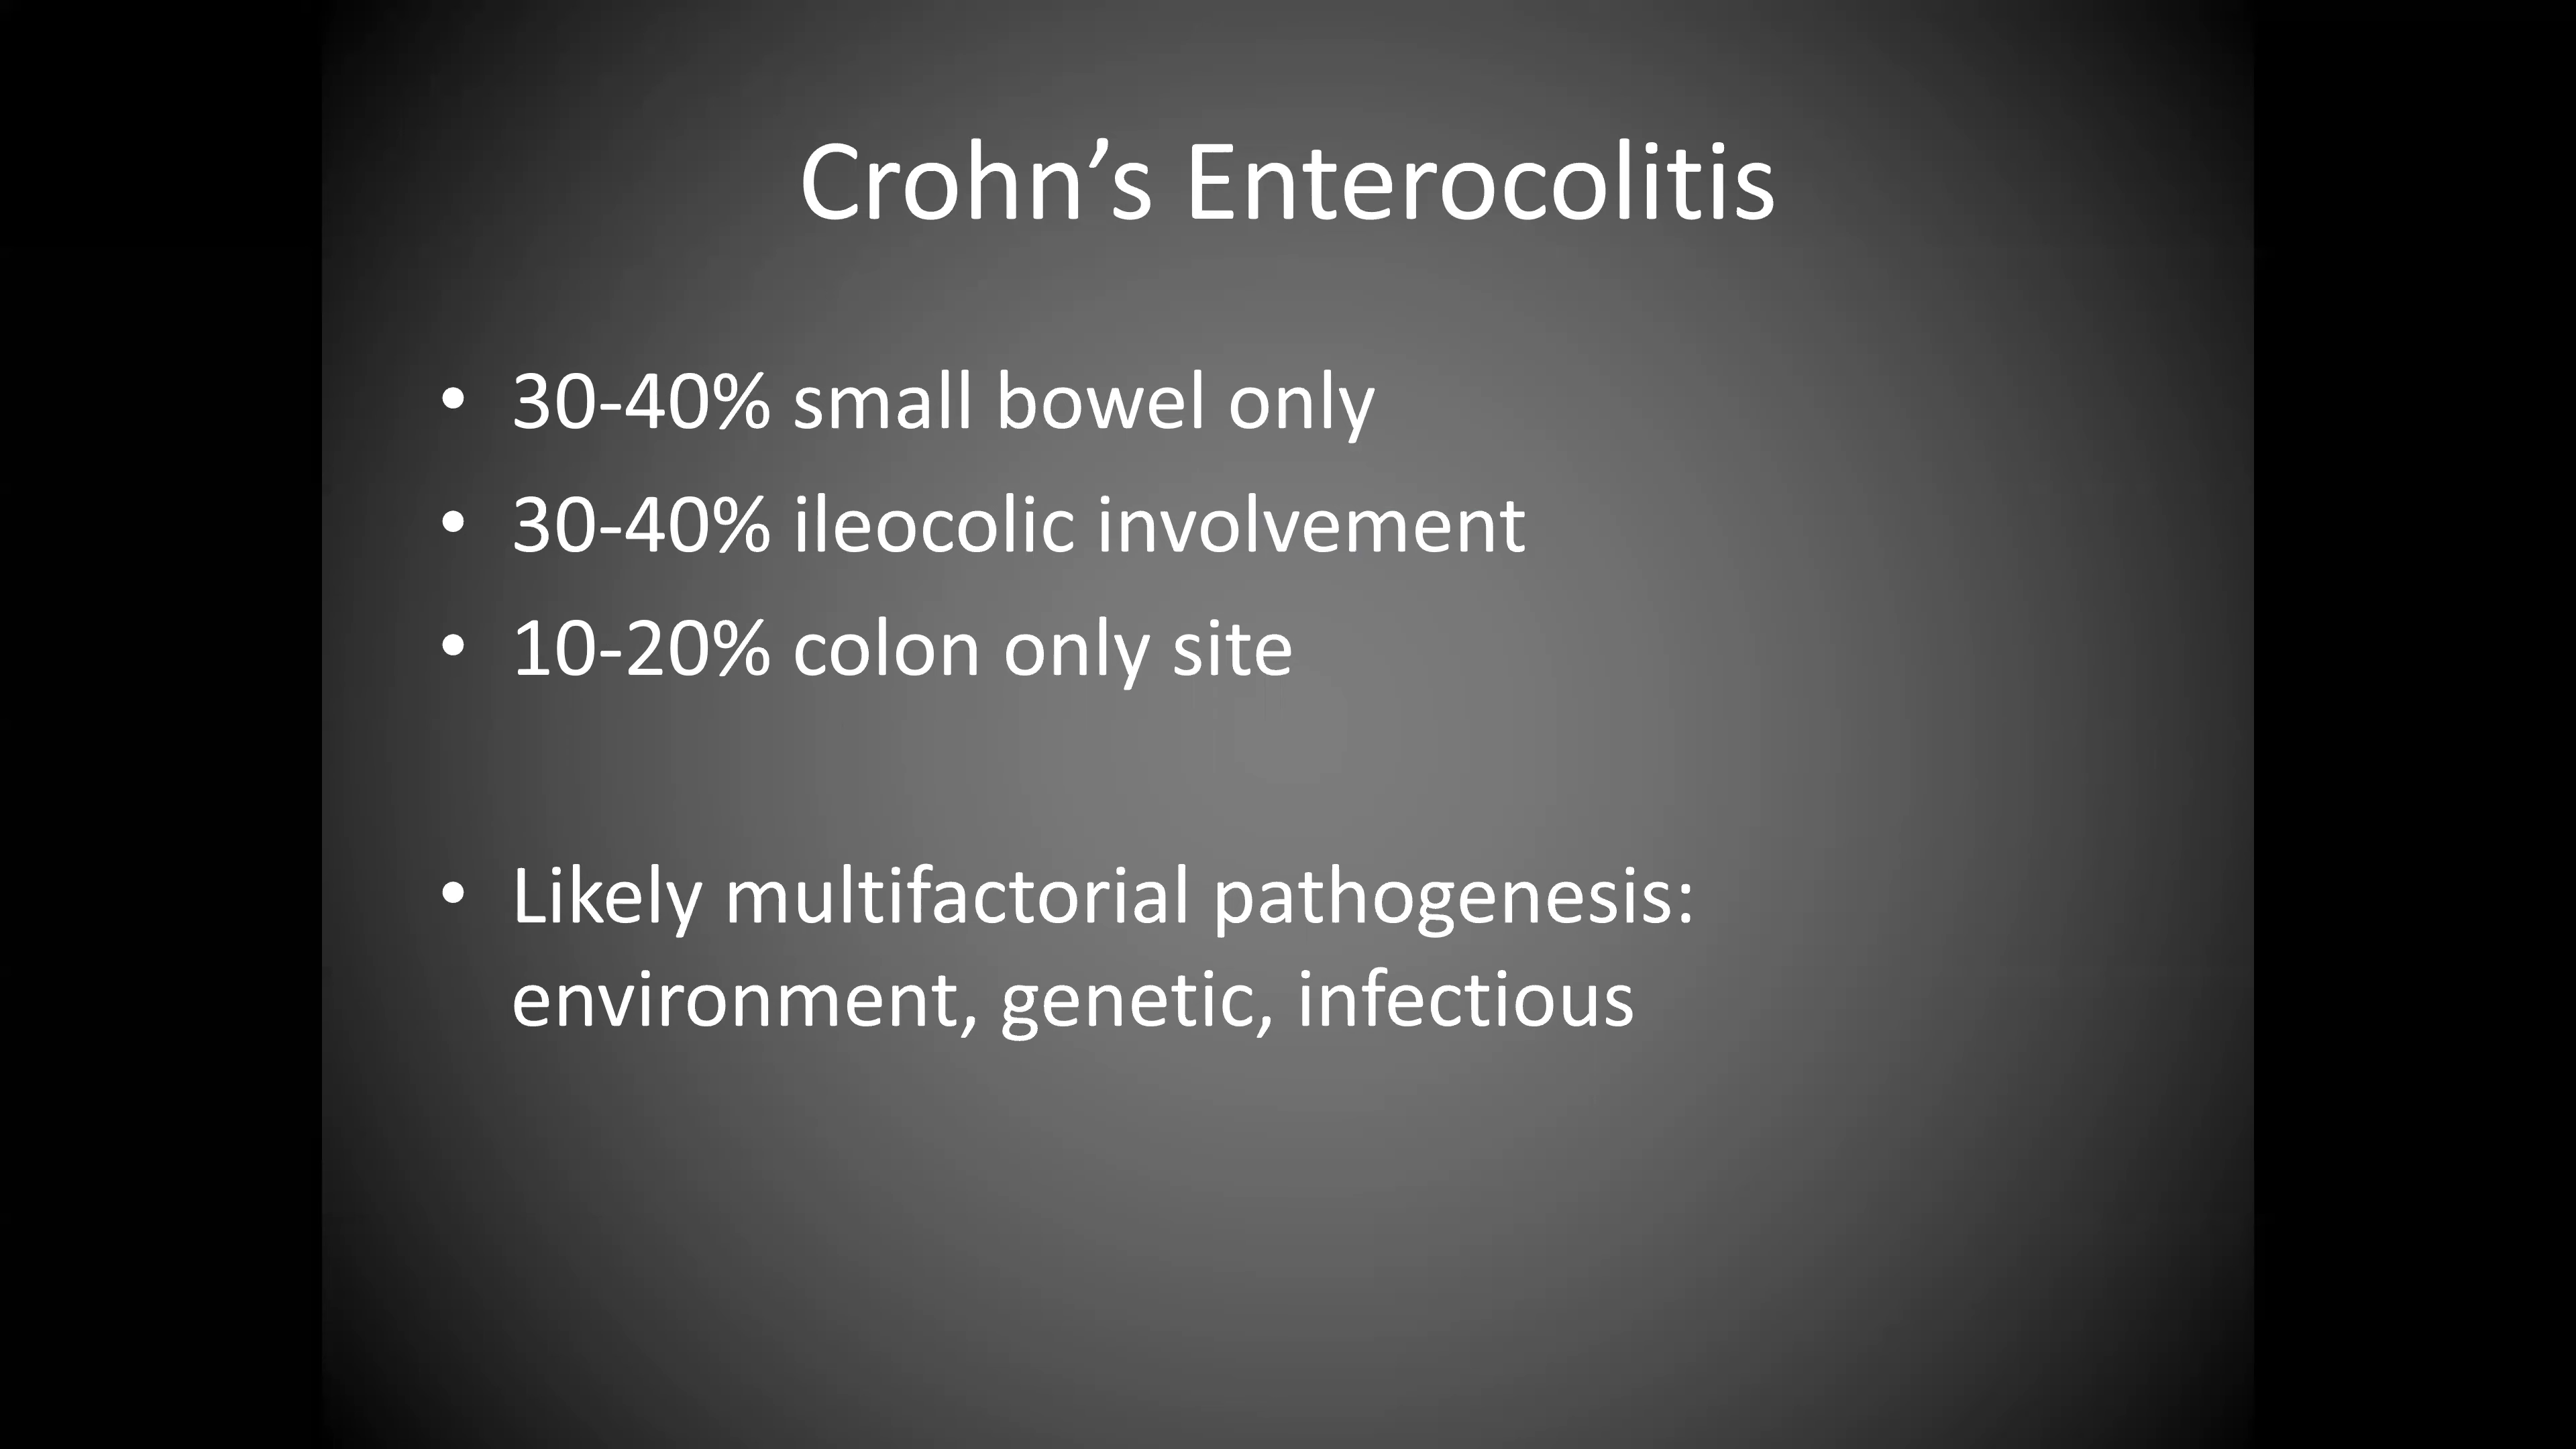 Crohn’s Enterocolitis
• 30-40% small bowel only
• 30-40% ileocolic involvement
• 10-20% colon only site
• Likely multifactorial pathogenesis:
environment, genetic, infectious